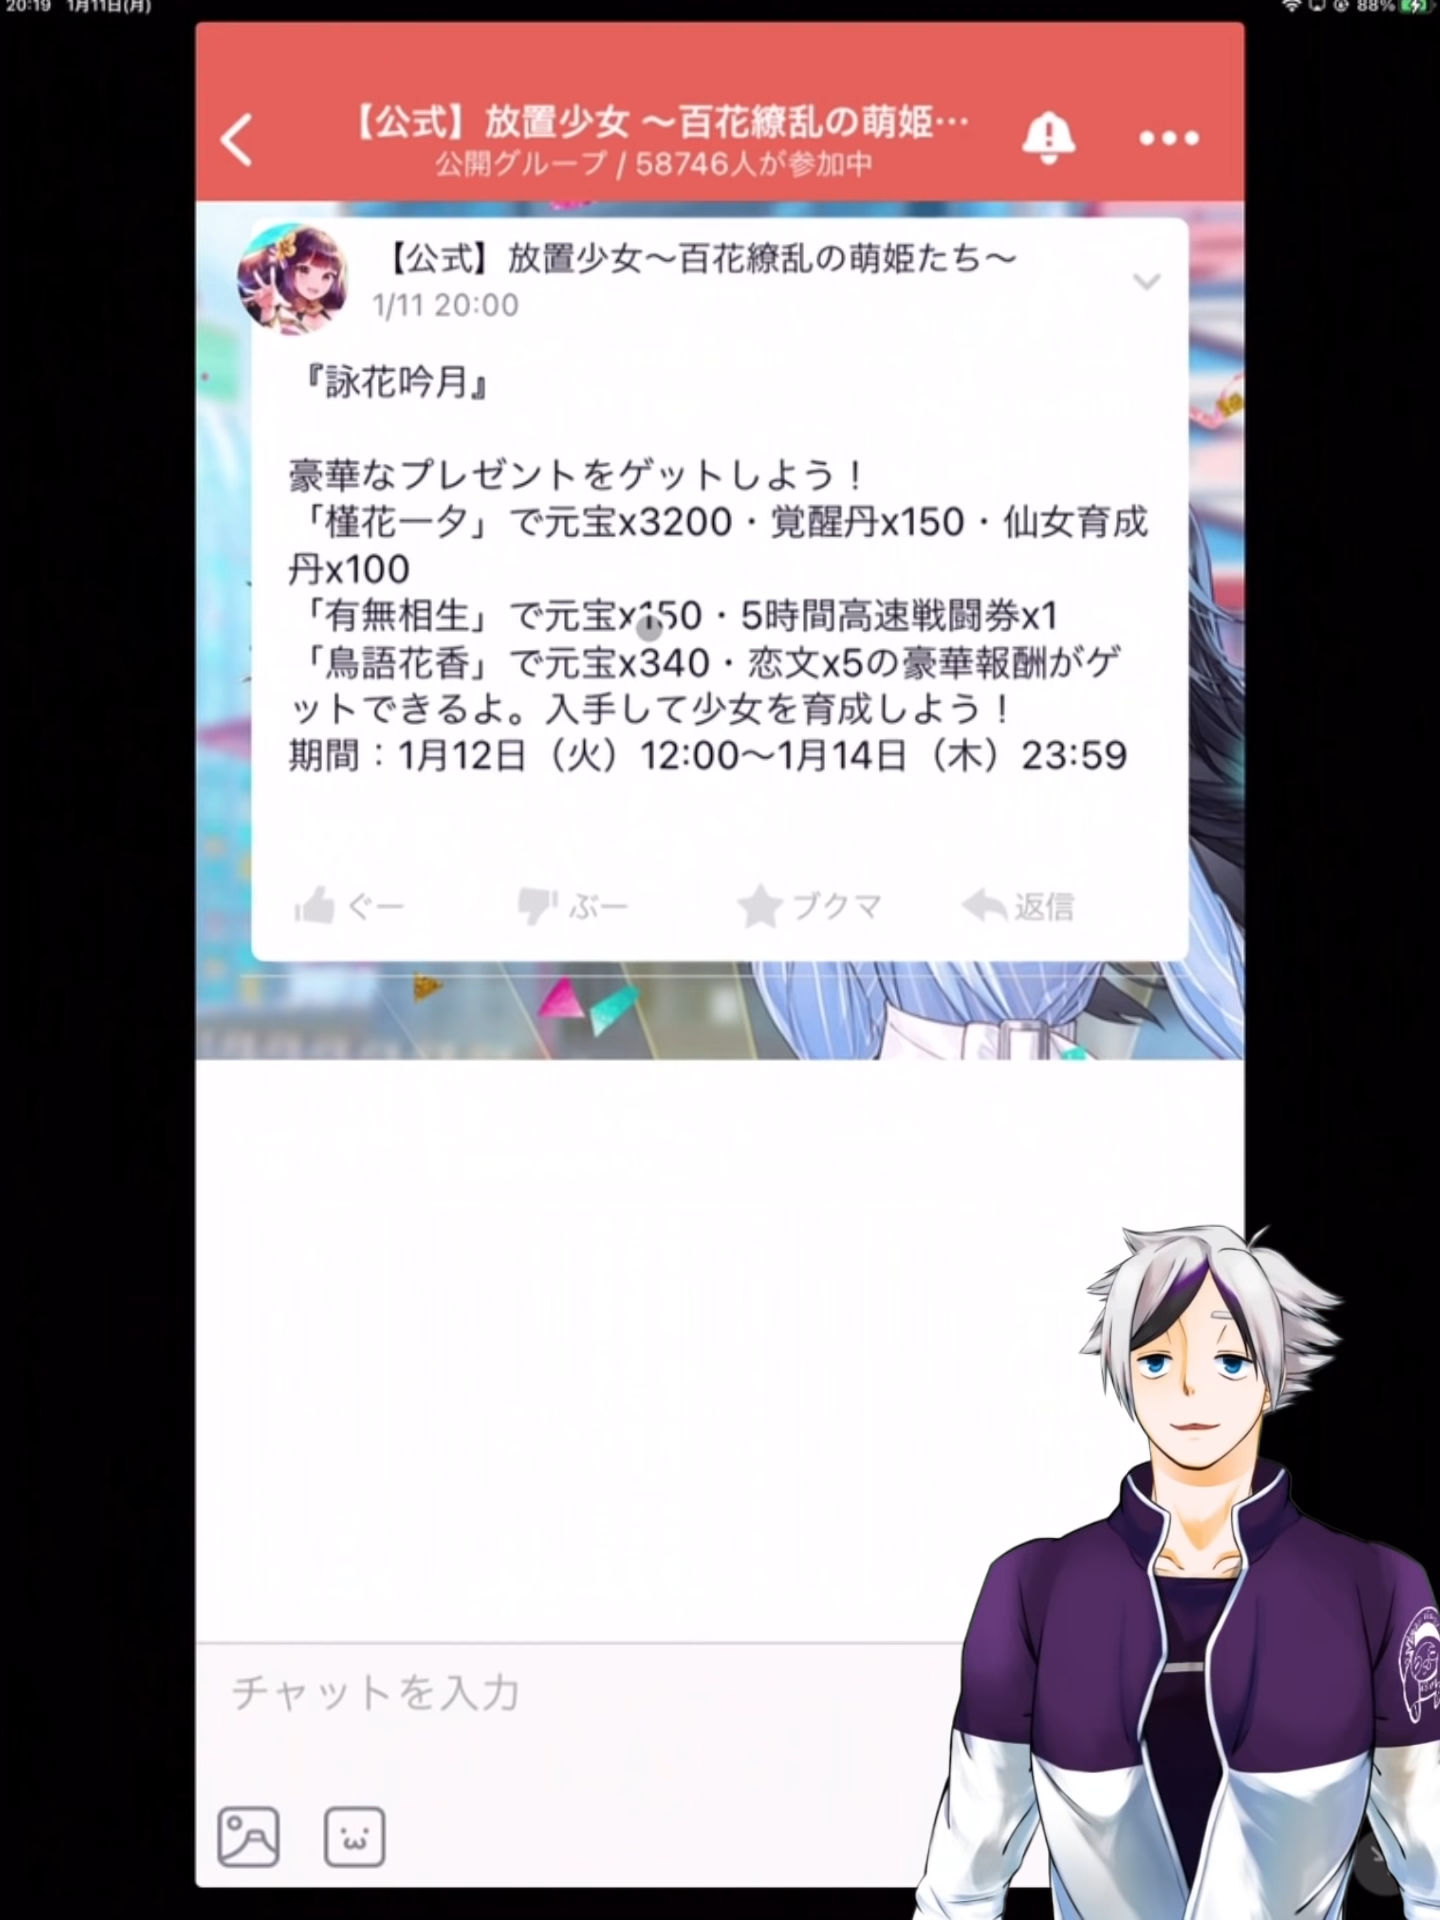 20:19 1月11日(月)
88%
【公式】放置少女 〜百花繚乱の萌姫…
公開グループ / 58746人が参加中
【公式】放置少女〜百花繚乱の萌姫たち〜
1/11 20:00
『詠花吟月』
豪華なプレゼントをゲットしよう！
「槿花一夕」で元宝x3200・覚醒丹x150・仙女育成
丹x100
「有無相生」で元宝x150・5時間高速戦闘券x1
「鳥語花香」で元宝x340・恋文x5の豪華報酬がゲ
ットできるよ。入手して少女を育成しよう！
期間：1月12日（火）12:00〜1月14日（木）23:59
ぐー ぶー ブクマ 返信
チャットを入力